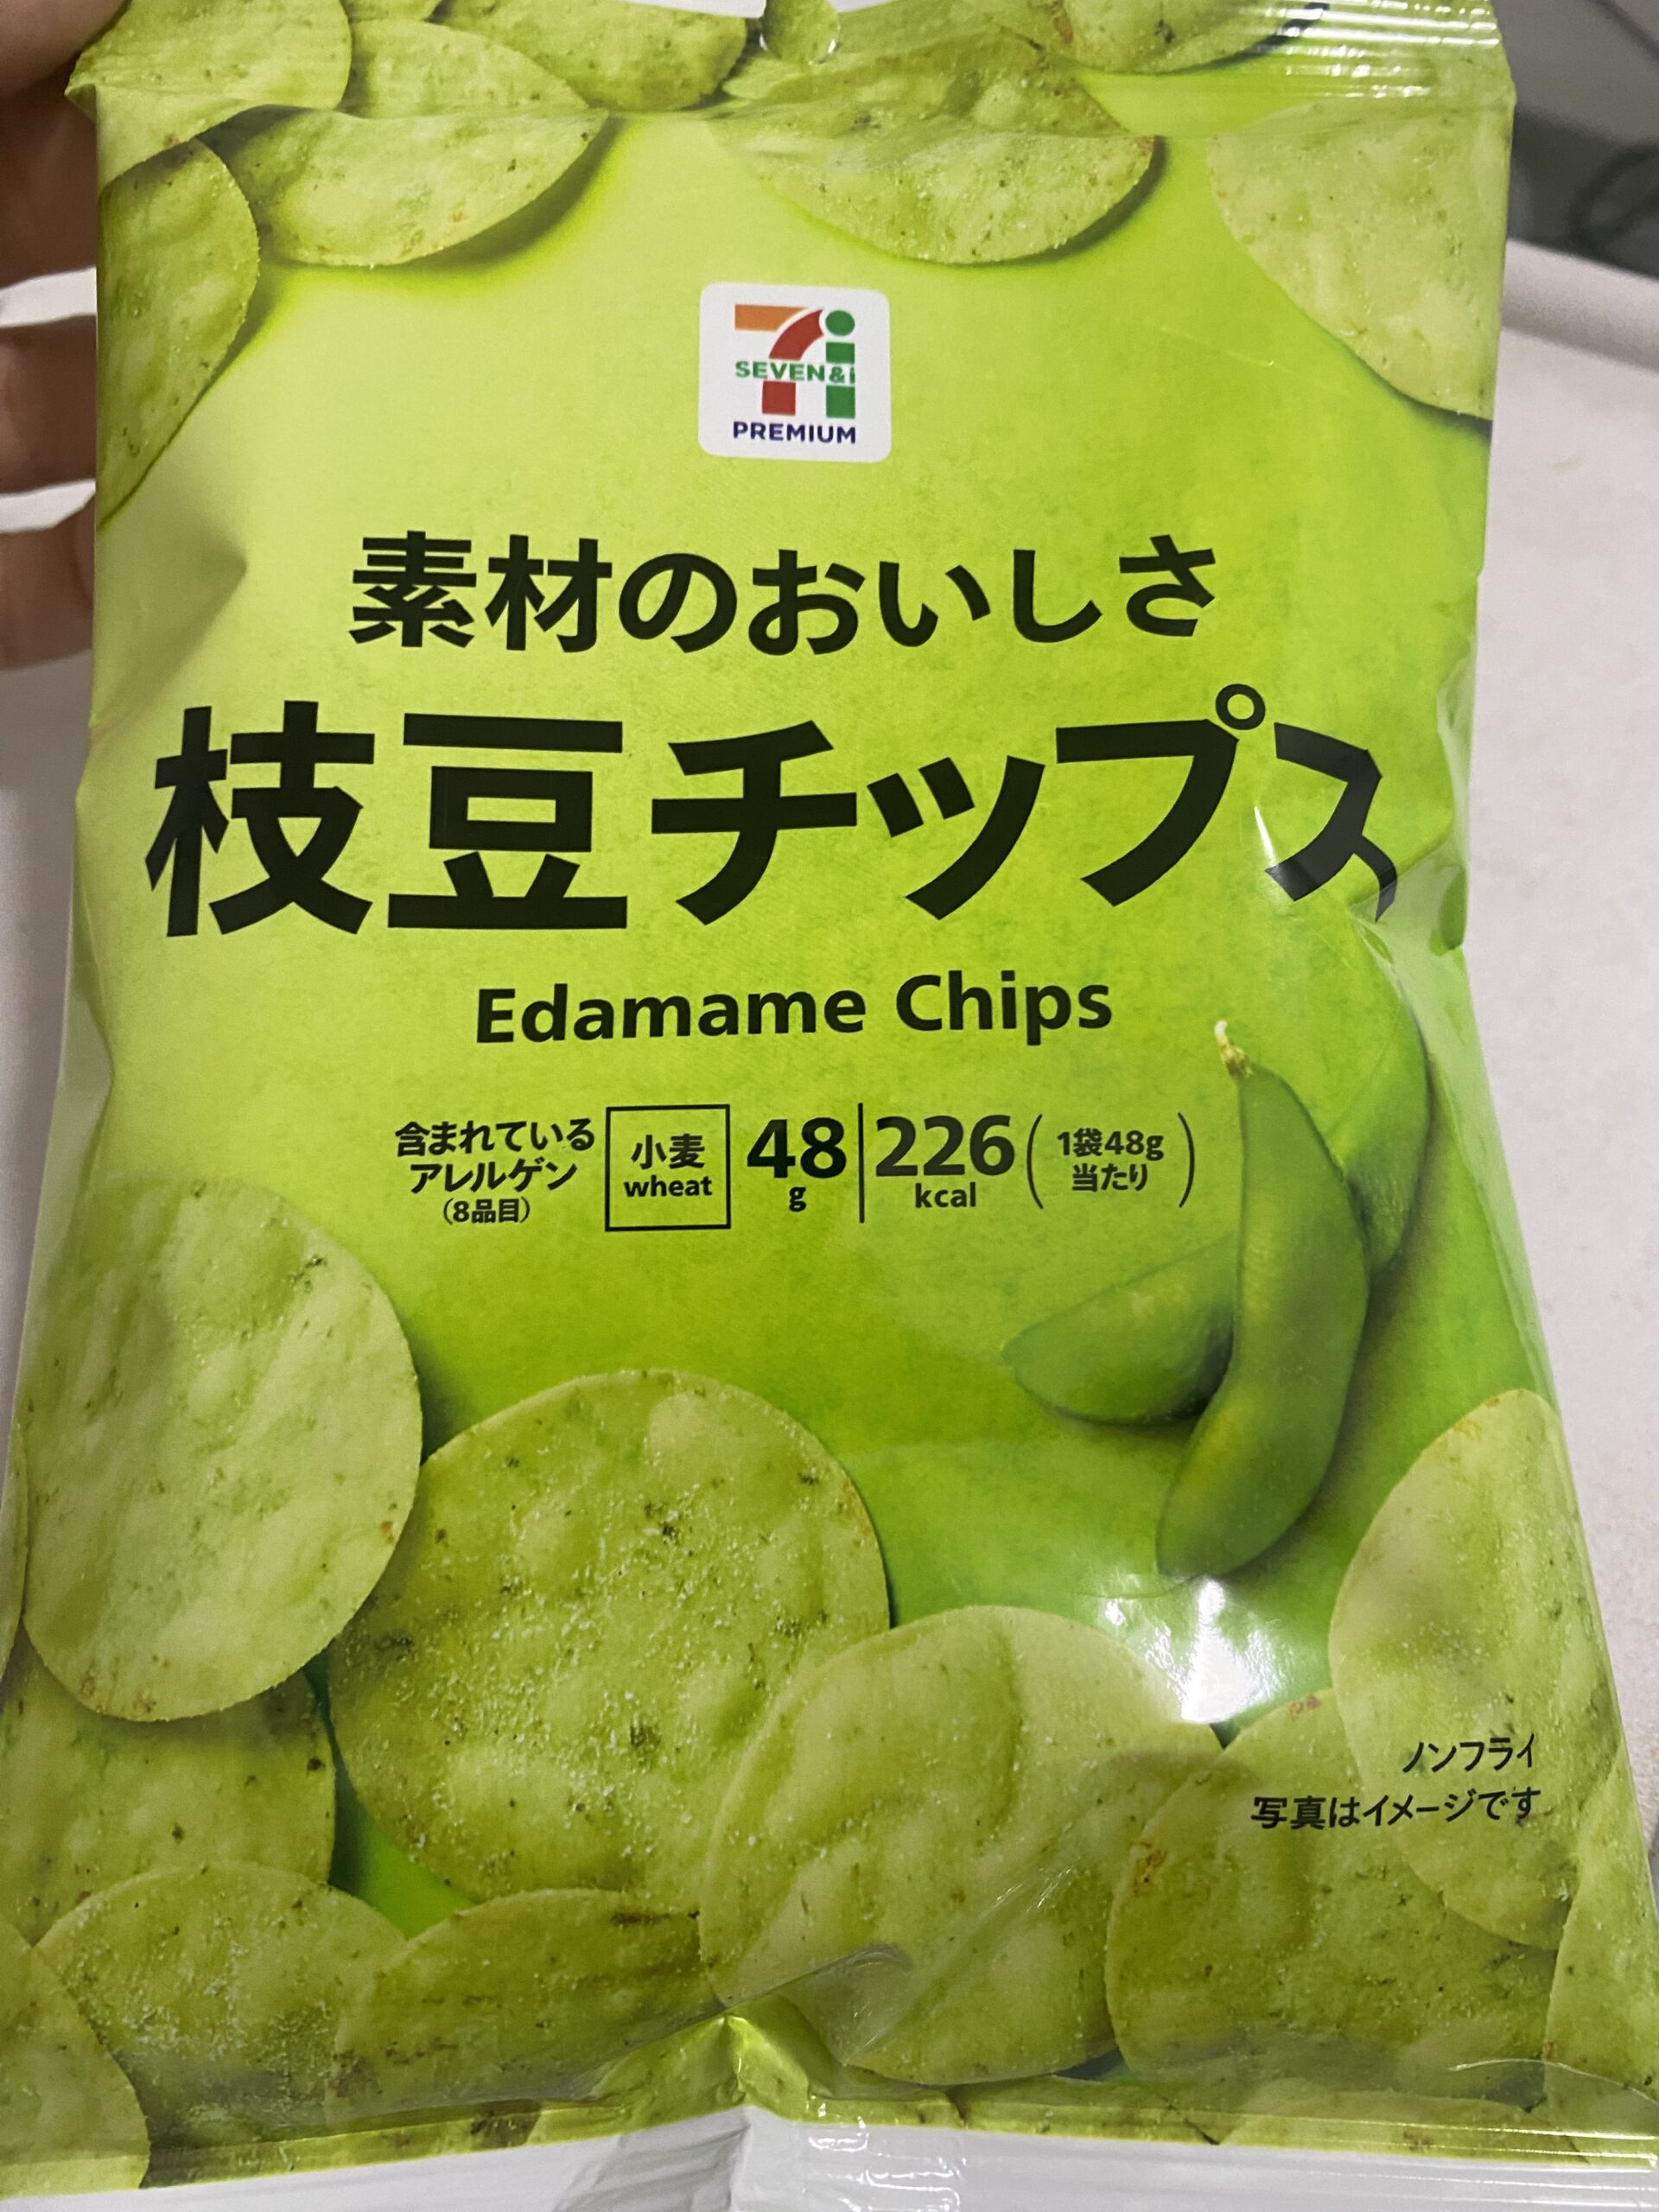 SEVEN&i
PREMIUM
素材のおいしさ
枝豆チップス
Edamame Chips
含まれている
アレルゲン
(8品目)
小麦
wheat
48
g
226
kcal
(1袋48g
当たり)
ノンフライ
写真はイメージです